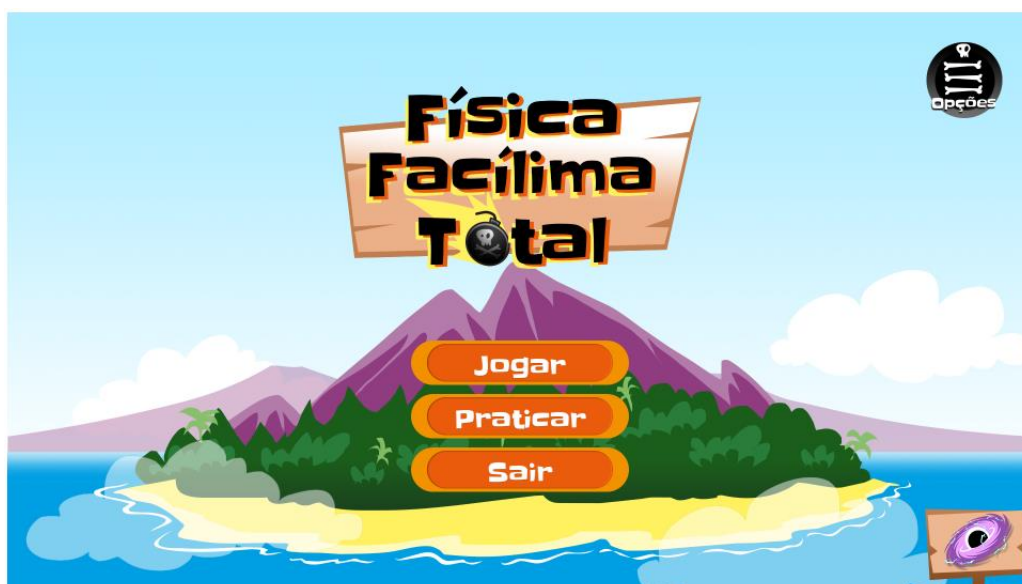 Física
Facílima
Total
Opções
Jogar
Praticar
Sair